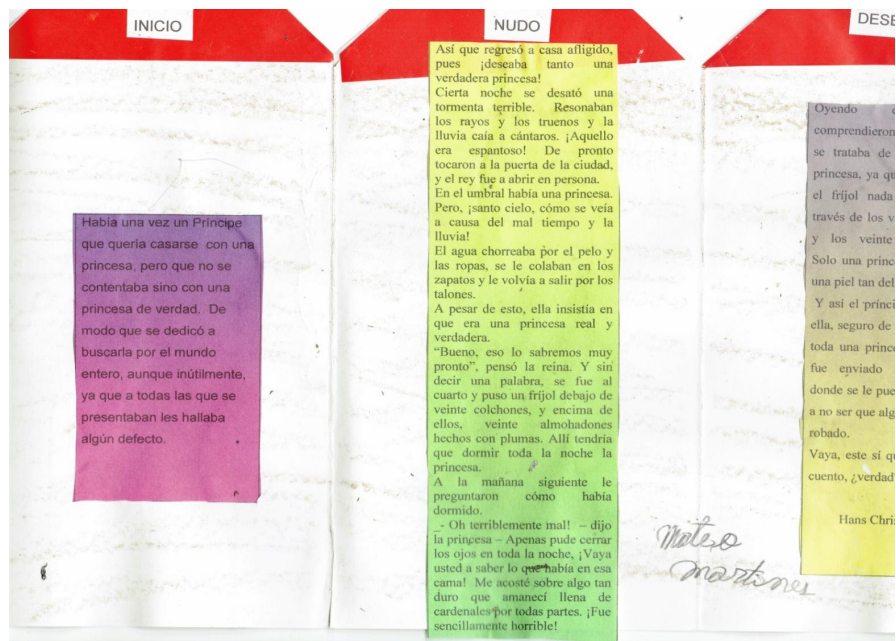 INICIO
Había una vez un Príncipe
que quería casarse con una
princesa, pero que no se
contentaba sino con una
princesa de verdad. De
modo que se dedicó a
buscarla por el mundo
entero, aunque inútilmente,
ya que a todas las que se
presentaban les hallaba
algún defecto.
NUDO
Así que regresó a casa afligido,
pues ¡deseaba tanto una
verdadera princesa!
Cierta noche se desató una
tormenta terrible. Resonaban
los rayos y los truenos y la
lluvia caía a cántaros. ¡Aquello
era espantoso! De pronto
tocaron a la puerta de la ciudad,
y el rey fue a abrir en persona.
En el umbral había una princesa.
Pero, ¡santo cielo, cómo se veía
a causa del mal tiempo y la
lluvia!
El agua chorreaba por el pelo y
las ropas, se le colaban en los
zapatos y le volvía a salir por los
talones.
A pesar de esto, ella insistía en
que era una princesa real y
verdadera.
“Bueno, eso lo sabremos muy
pronto”, pensó la reina. Y sin
decir una palabra, se fue al
cuarto y puso un fríjol debajo de
veinte colchones, y encima de
ellos, veinte almohadones
hechos con plumas. Allí tendría
que dormir toda la noche la
princesa.
A la mañana siguiente le
preguntaron cómo había
dormido.
_- Oh terriblemente mal! – dijo
la princesa – Apenas pude cerrar
los ojos en toda la noche, ¡Vaya
usted a saber lo que había en esa
cama! Me acosté sobre algo tan
duro que amanecí llena de
cardenales por todas partes. ¡Fue
sencillamente horrible!
Mateo
Martines
DESE
Oyendo
comprendieron
se trataba de
princesa, ya qu
el fríjol nada
través de los v
y los veinte
Solo una princ
una piel tan del
Y así el princi
ella, seguro de
toda una prince
fue enviado
donde se le pue
a no ser que alg
robado.
Vaya, este sí qu
cuento, ¿verdad
Hans Chri